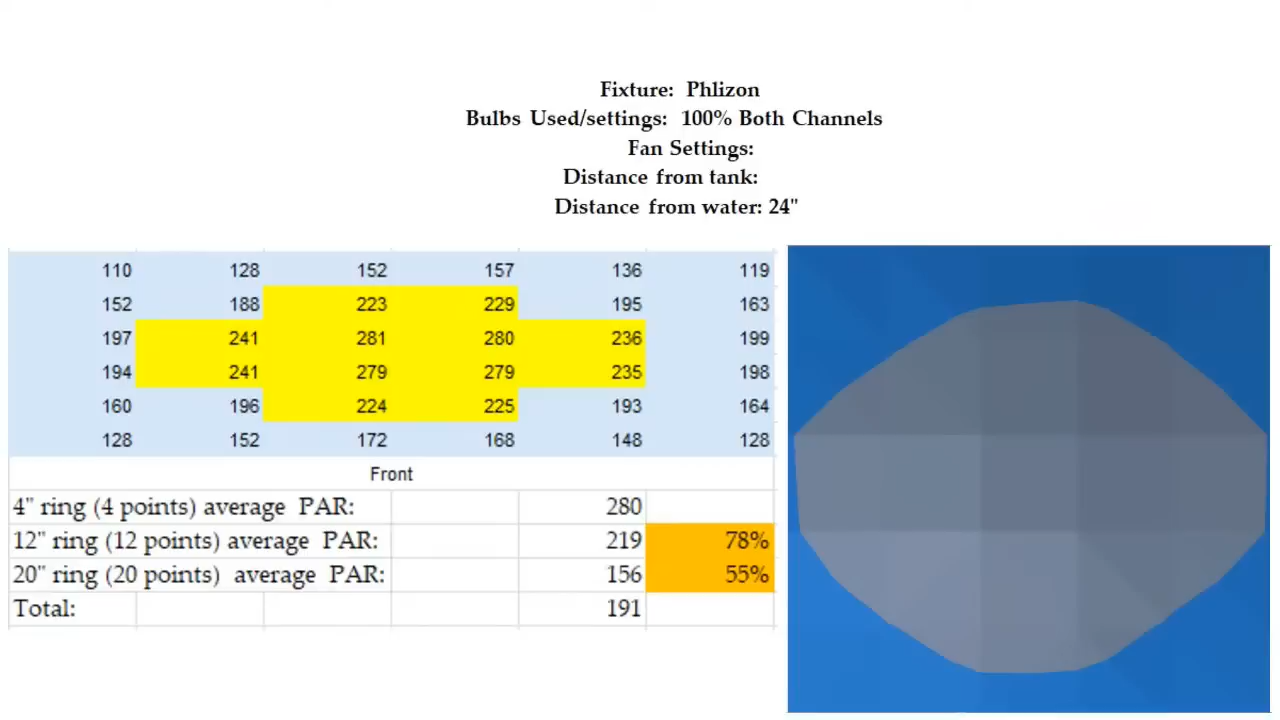 Fixture: Phlizon
Bulbs Used/settings: 100% Both Channels
Fan Settings:
Distance from tank:
Distance from water: 24"
110 128 152 157 136 119
152 188 223 229 195 163
197 241 281 280 236 199
194 241 279 279 235 198
160 196 224 225 193 164
128 152 172 168 148 128
Front
4" ring (4 points) average PAR: 280
12" ring (12 points) average PAR: 219 78%
20" ring (20 points) average PAR: 156 55%
Total: 191